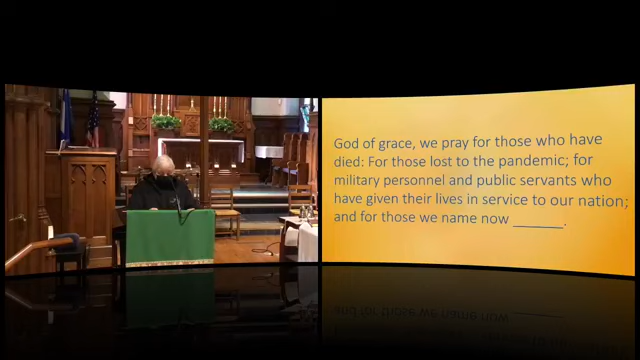 God of grace, we pray for those who have
died: For those lost to the pandemic; for
military personnel and public servants who
have given their lives in service to our nation;
and for those we name now ______.